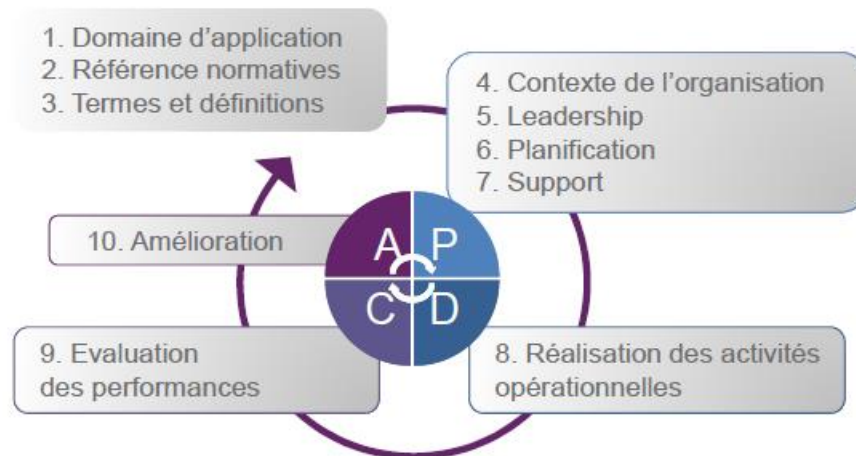 1. Domaine d'application
2. Référence normatives
3. Termes et définitions
4. Contexte de l'organisation
5. Leadership
6. Planification
7. Support
10. Amélioration
A P
C D
9. Evaluation
des performances
8. Réalisation des activités
opérationnelles